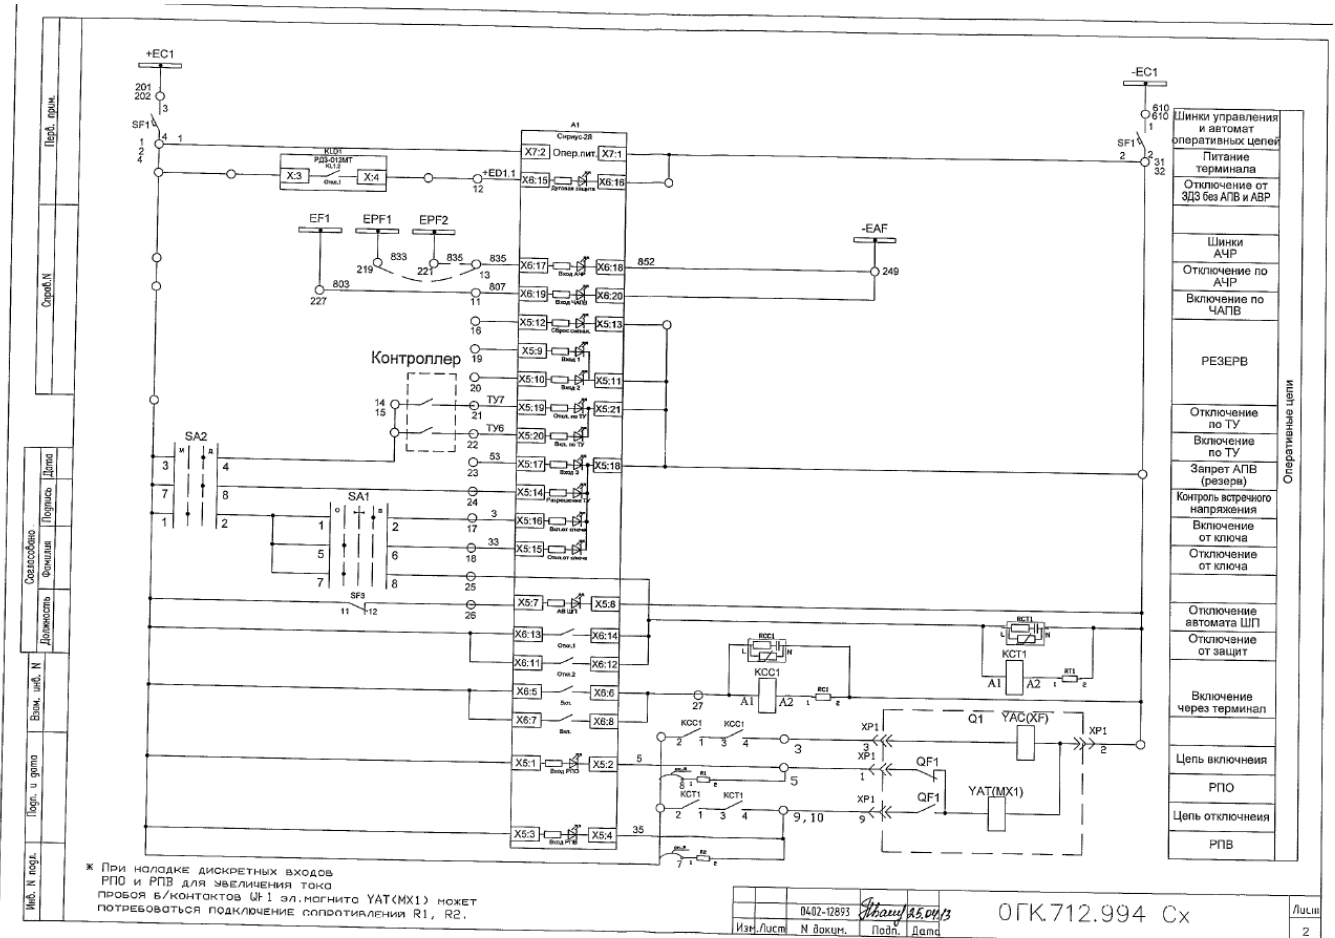 +EC1
201
202
3
SF1
4
1
1
2
4
KLD1
РДЗ-012МТ
KL1.2
X:3
Откл.1
X:4
+ED1.1
12
A1
Сириус-2Л
X7:2
Опер.пит.
X7:1
X6:15
Дуговая защита
X6:16
-EC1
610
610
1
SF1
2
2
31
32
EF1
EPF1
EPF2
-EAF
833
835
835
219
221
13
X6:17
Вход АЧР
X6:18
852
249
803
807
227
11
X6:19
Вход ЧАПВ
X6:20
16
X5:12
Сброс сигнал.
X5:13
19
X5:9
Вход 1
Контроллер
20
X5:10
Вход 2
X5:11
14
15
ТУ7
21
X5:19
Откл. по ТУ
X5:21
ТУ6
22
X5:20
Вкл. по ТУ
SA2
м
д
3
4
53
23
X5:17
Вход 3
X5:18
7
8
24
X5:14
Разрешение ТУ
SA1
1
2
О
В
1
2
3
17
X5:16
Вкл.от ключа
5
6
33
18
X5:15
Откл.от ключа
7
8
25
SF3
11
12
26
X5:7
АВ ШП
X5:8
X6:13
Откл.1
X6:14
X6:11
Откл.2
X6:12
X6:5
Вкл.
X6:6
X6:7
Вкл.
X6:8
27
RCC1
L
N
KCC1
A1
A2
RC1
1
2
RCT1
L
N
KCT1
A1
A2
RT1
1
2
Q1
YAC(XF)
KCC1
KCC1
2
1
3
4
3
XP1
3
XP1
2
X5:1
Вход РПО
X5:2
5
8
R1
1
2
5
XP1
1
QF1
KCT1
KCT1
2
1
3
4
9,10
XP1
9
QF1
YAT(MX1)
X5:3
Вход РПВ
X5:4
35
7
R2
1
2
Шинки управления
и автомат
оперативных цепей
Питание
терминала
Отключение от
ЗДЗ без АПВ и АВР
Шинки
АЧР
Отключение по
АЧР
Включение по
ЧАПВ
РЕЗЕРВ
Отключение
по ТУ
Включение
по ТУ
Запрет АПВ
(резерв)
Контроль встречного
напряжения
Включение
от ключа
Отключение
от ключа
Отключение
автомата ШП
Отключение
от защит
Включение
через терминал
Цепь включнеия
РПО
Цепь отключнеия
РПВ
Оперативные цепи
Перв. прим.
Справ.N
Согласовано
Должность
Фамилия
Подпись
Дата
Взам. инв. N
Подп. и дата
Инв. N подл.
* При наладке дискретных входов
РПО и РПВ для увеличения тока
пробоя б/контактов QF1 эл.магнита YAT(MX1) может
потребоваться подключение сопротивлений R1, R2.
0402-12893
25.04.13
Изм.
Лист
N докум.
Подп.
Дата
ОГК.712.994 Сх
Лист
2